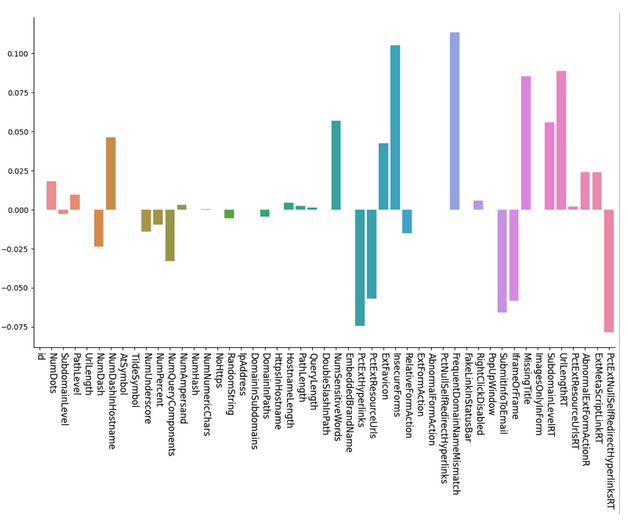 0.100
0.075
0.050
0.025
0.000
−0.025
−0.050
−0.075
id
NumDots
SubdomainLevel
PathLevel
UrlLength
NumDash
NumDashInHostname
AtSymbol
TildeSymbol
NumUnderscore
NumPercent
NumQueryComponents
NumAmpersand
NumHash
NumNumericChars
NoHttps
RandomString
IpAddress
DomainInSubdomains
DomainInPaths
HttpsInHostname
HostnameLength
PathLength
QueryLength
DoubleSlashInPath
NumSensitiveWords
EmbeddedBrandName
PctExtHyperlinks
PctExtResourceUrls
ExtFavicon
InsecureForms
RelativeFormAction
ExtFormAction
AbnormalFormAction
PctNullSelfRedirectHyperlinks
FrequentDomainNameMismatch
FakeLinkInStatusBar
RightClickDisabled
PopUpWindow
SubmitInfoToEmail
IframeOrFrame
MissingTitle
ImagesOnlyInForm
SubdomainLevelRT
UrlLengthRT
PctExtResourceUrlsRT
AbnormalExtFormActionR
ExtMetaScriptLinkRT
PctExtNullSelfRedirectHyperlinksRT